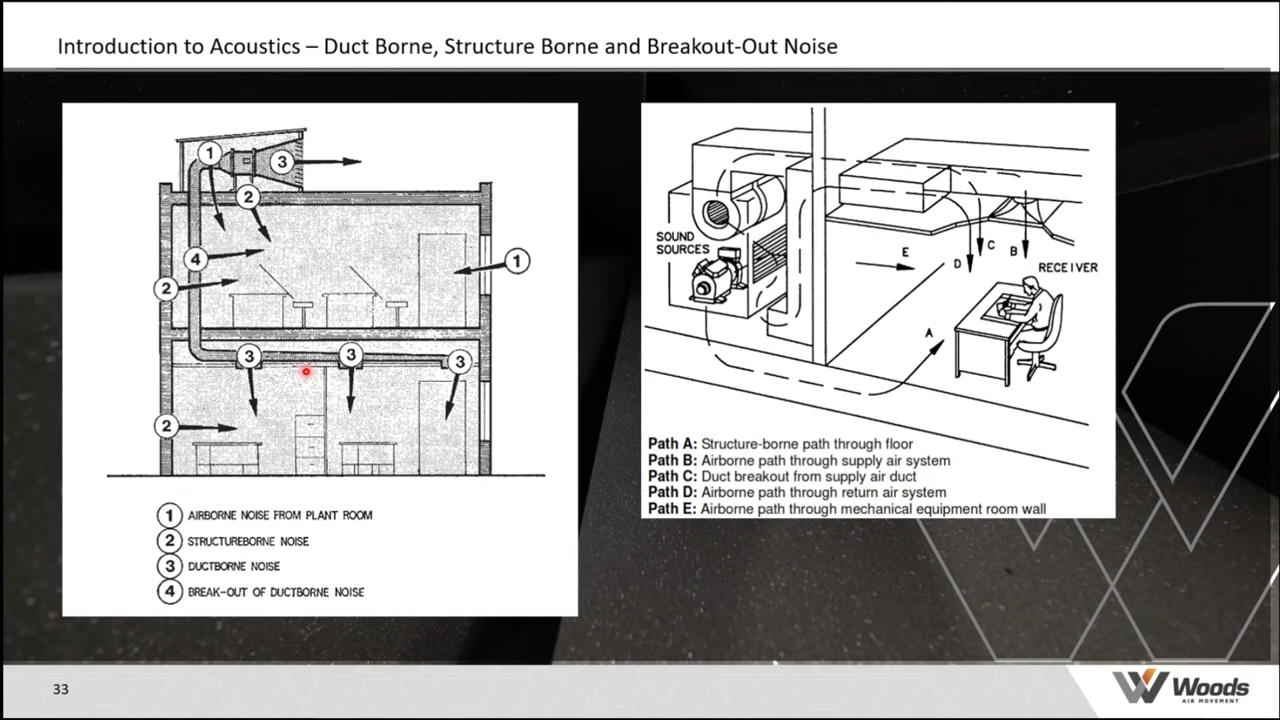 Introduction to Acoustics – Duct Borne, Structure Borne and Breakout-Out Noise
1
3
2
4
1
2
3
3
3
2
1 AIRBORNE NOISE FROM PLANT ROOM
2 STRUCTUREBORNE NOISE
3 DUCTBORNE NOISE
4 BREAK-OUT OF DUCTBORNE NOISE
SOUND
SOURCES
E
D
C
B
RECEIVER
A
Path A: Structure-borne path through floor
Path B: Airborne path through supply air system
Path C: Duct breakout from supply air duct
Path D: Airborne path through return air system
Path E: Airborne path through mechanical equipment room wall
33
Woods
AIR MOVEMENT